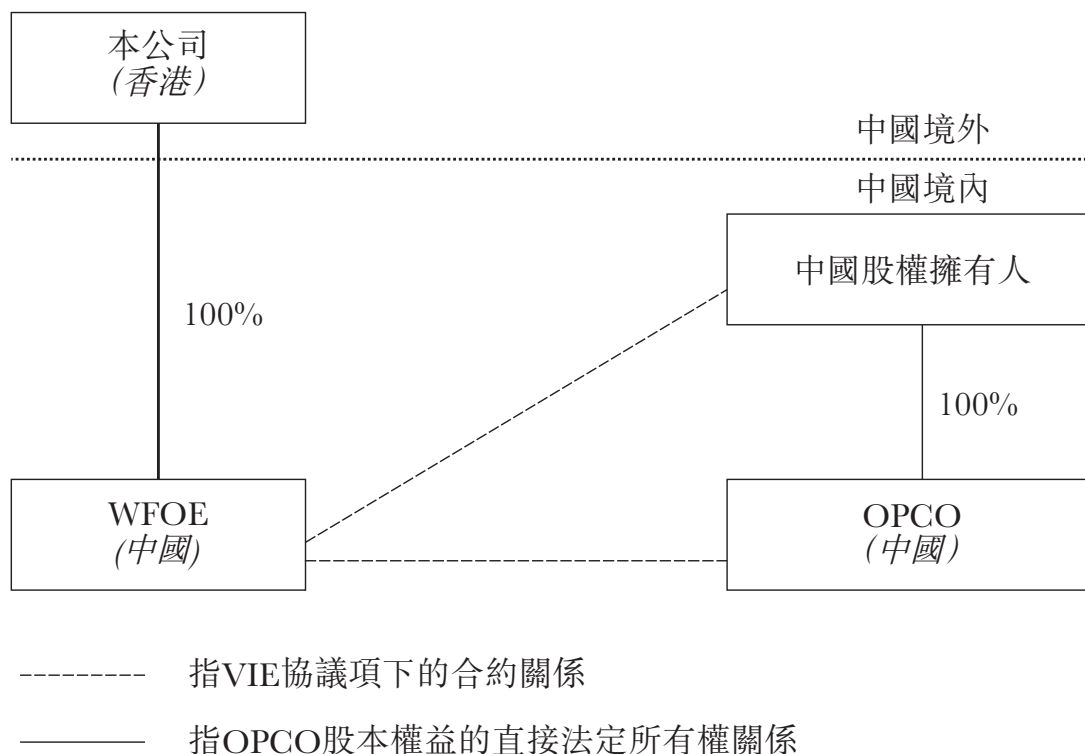 本公司
(香港)
中國境外
中國境內
中國股權擁有人
100%
100%
WFOE
(中國)
OPCO
(中國)
指VIE協議項下的合約關係
指OPCO股本權益的直接法定所有權關係